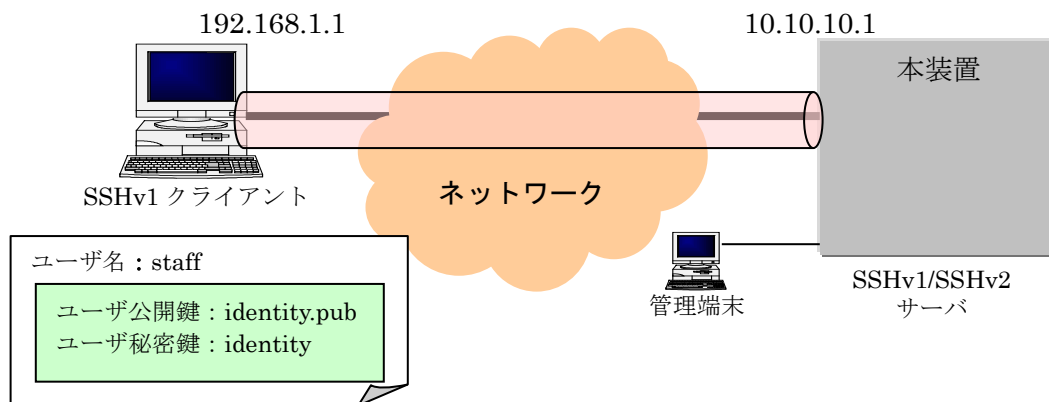 192.168.1.1
10.10.10.1
本装置
SSHv1 クライアント
ネットワーク
ユーザ名：staff
ユーザ公開鍵：identity.pub
ユーザ秘密鍵：identity
管理端末
SSHv1/SSHv2
サーバ